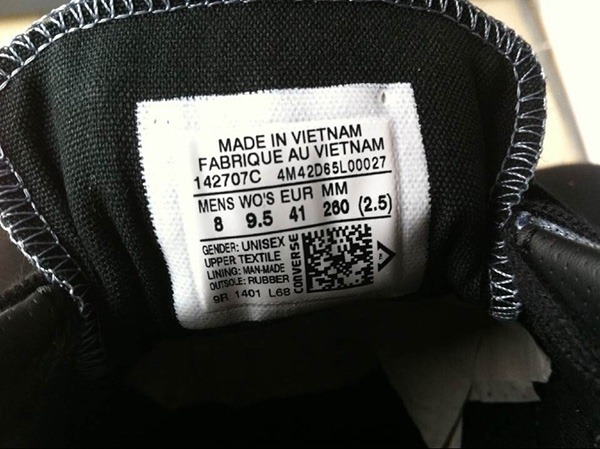 MADE IN VIETNAM
FABRIQUE AU VIETNAM
142707C 4M42D65L00027
MENS WO'S EUR MM
8 9.5 41 260 (2.5)
GENDER: UNISEX
UPPER TEXTILE
LINING: MAN-MADE
OUTSOLE: RUBBER
9R 1401 L68
CONVERSE